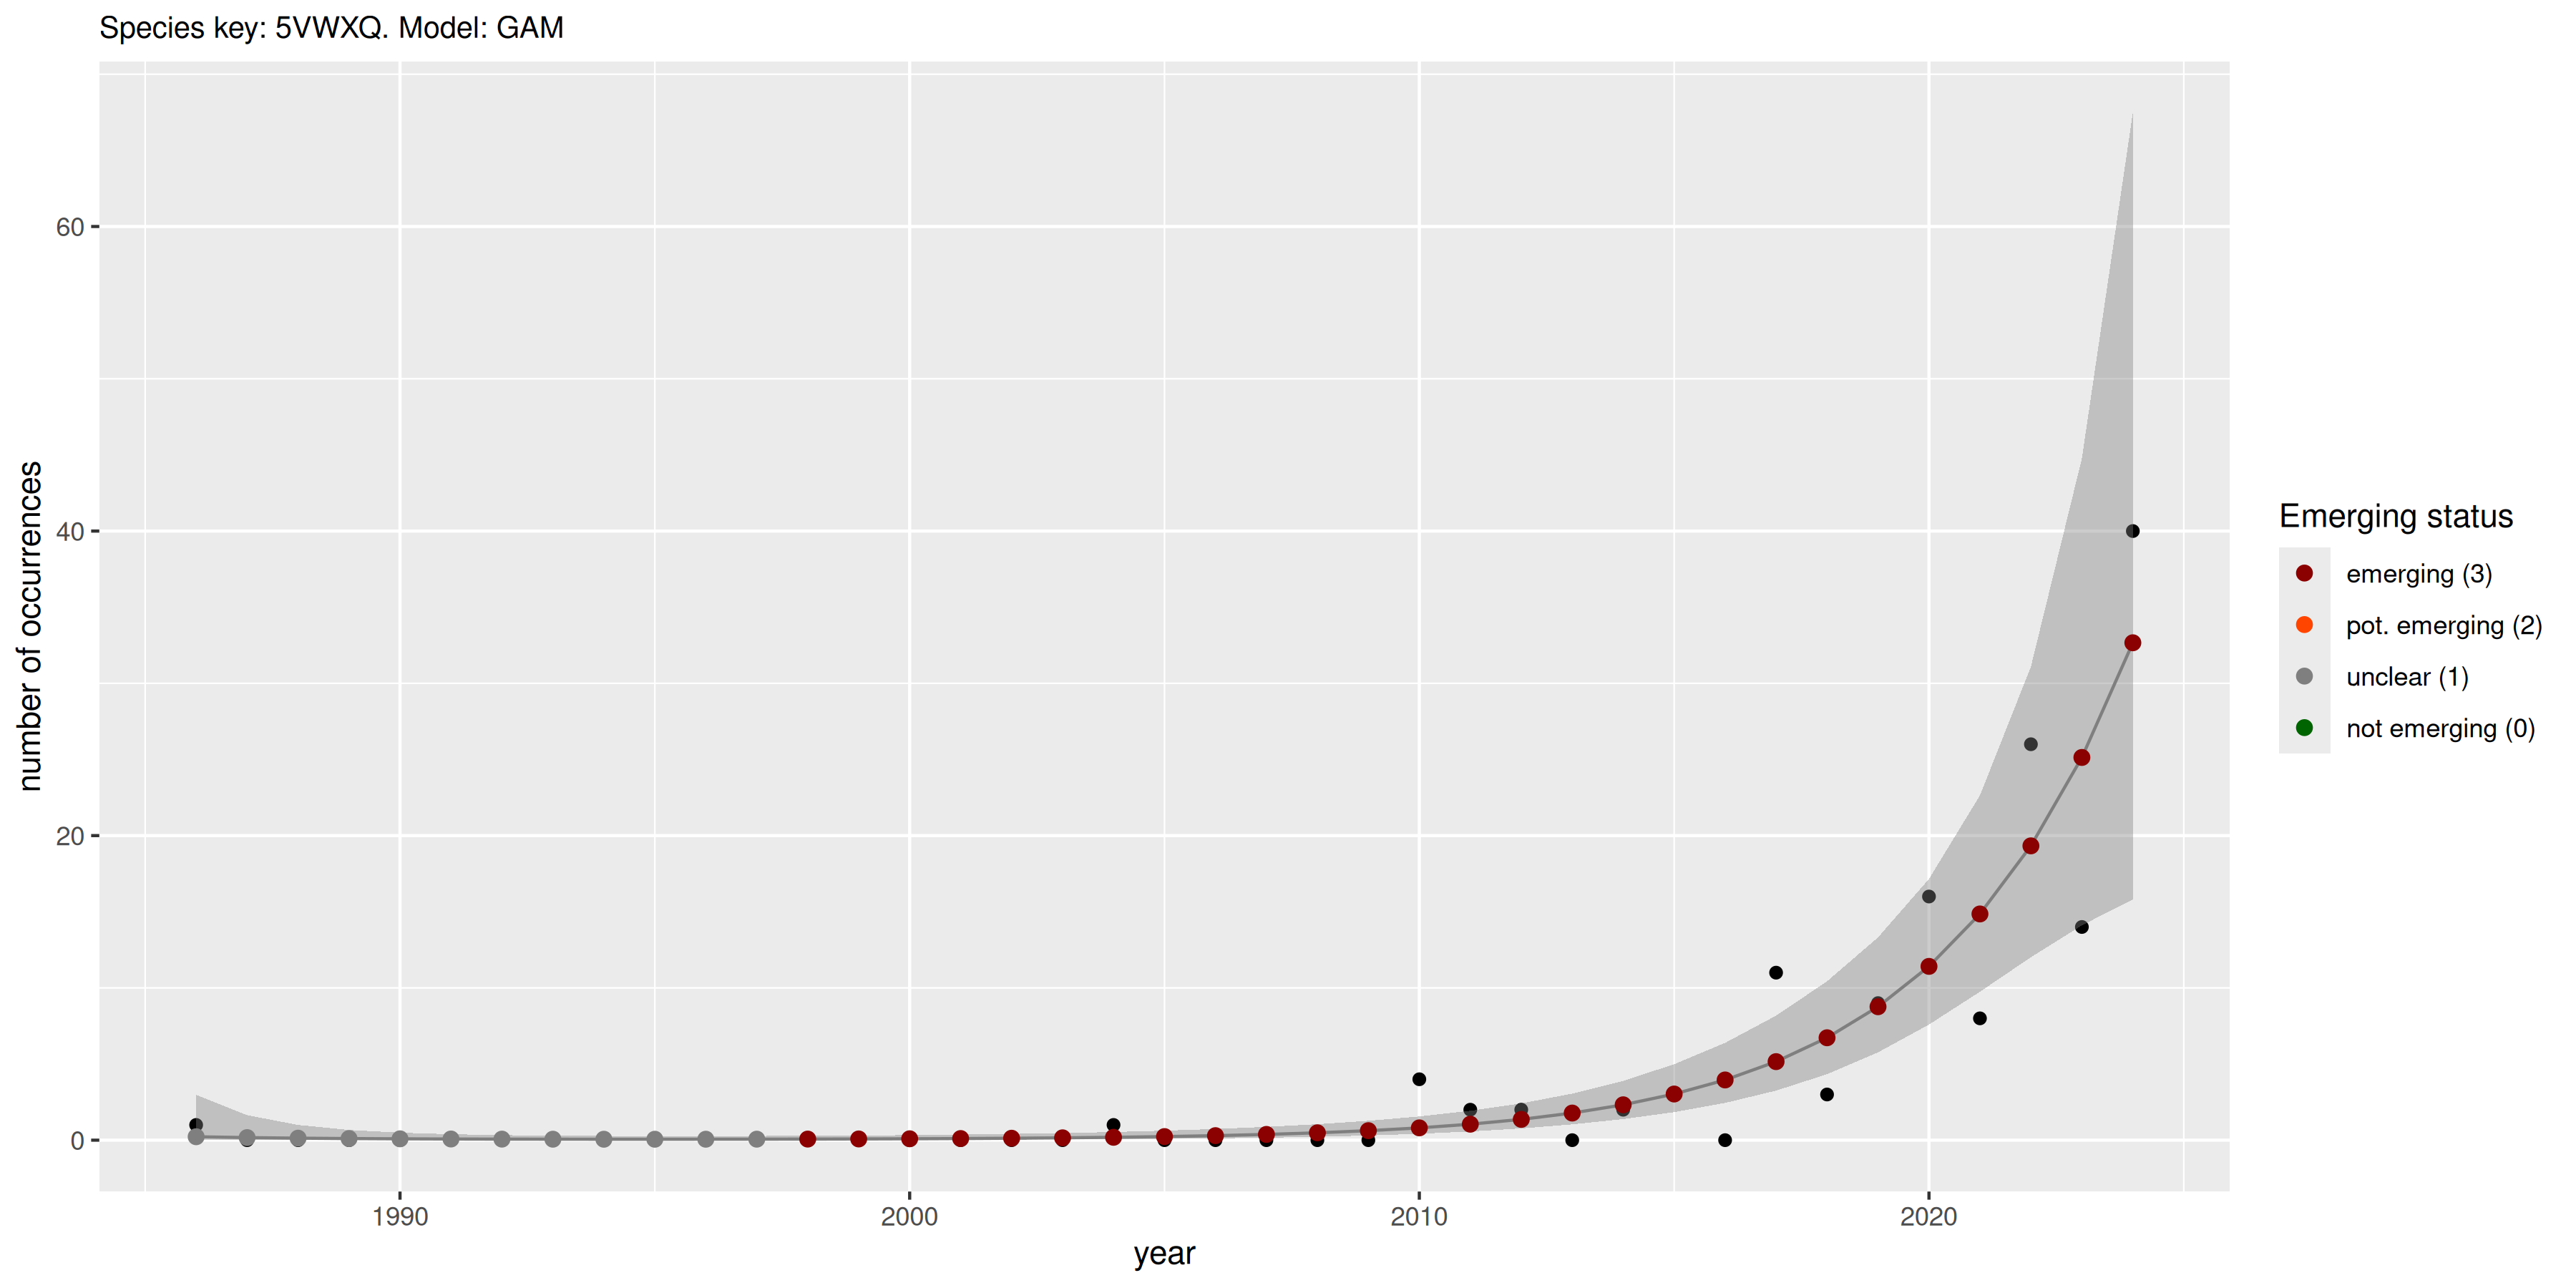 Species key: 5VWXQ. Model: GAM
60
40
20
0
number of occurrences
1990
2000
2010
2020
year
Emerging status
emerging (3)
pot. emerging (2)
unclear (1)
not emerging (0)